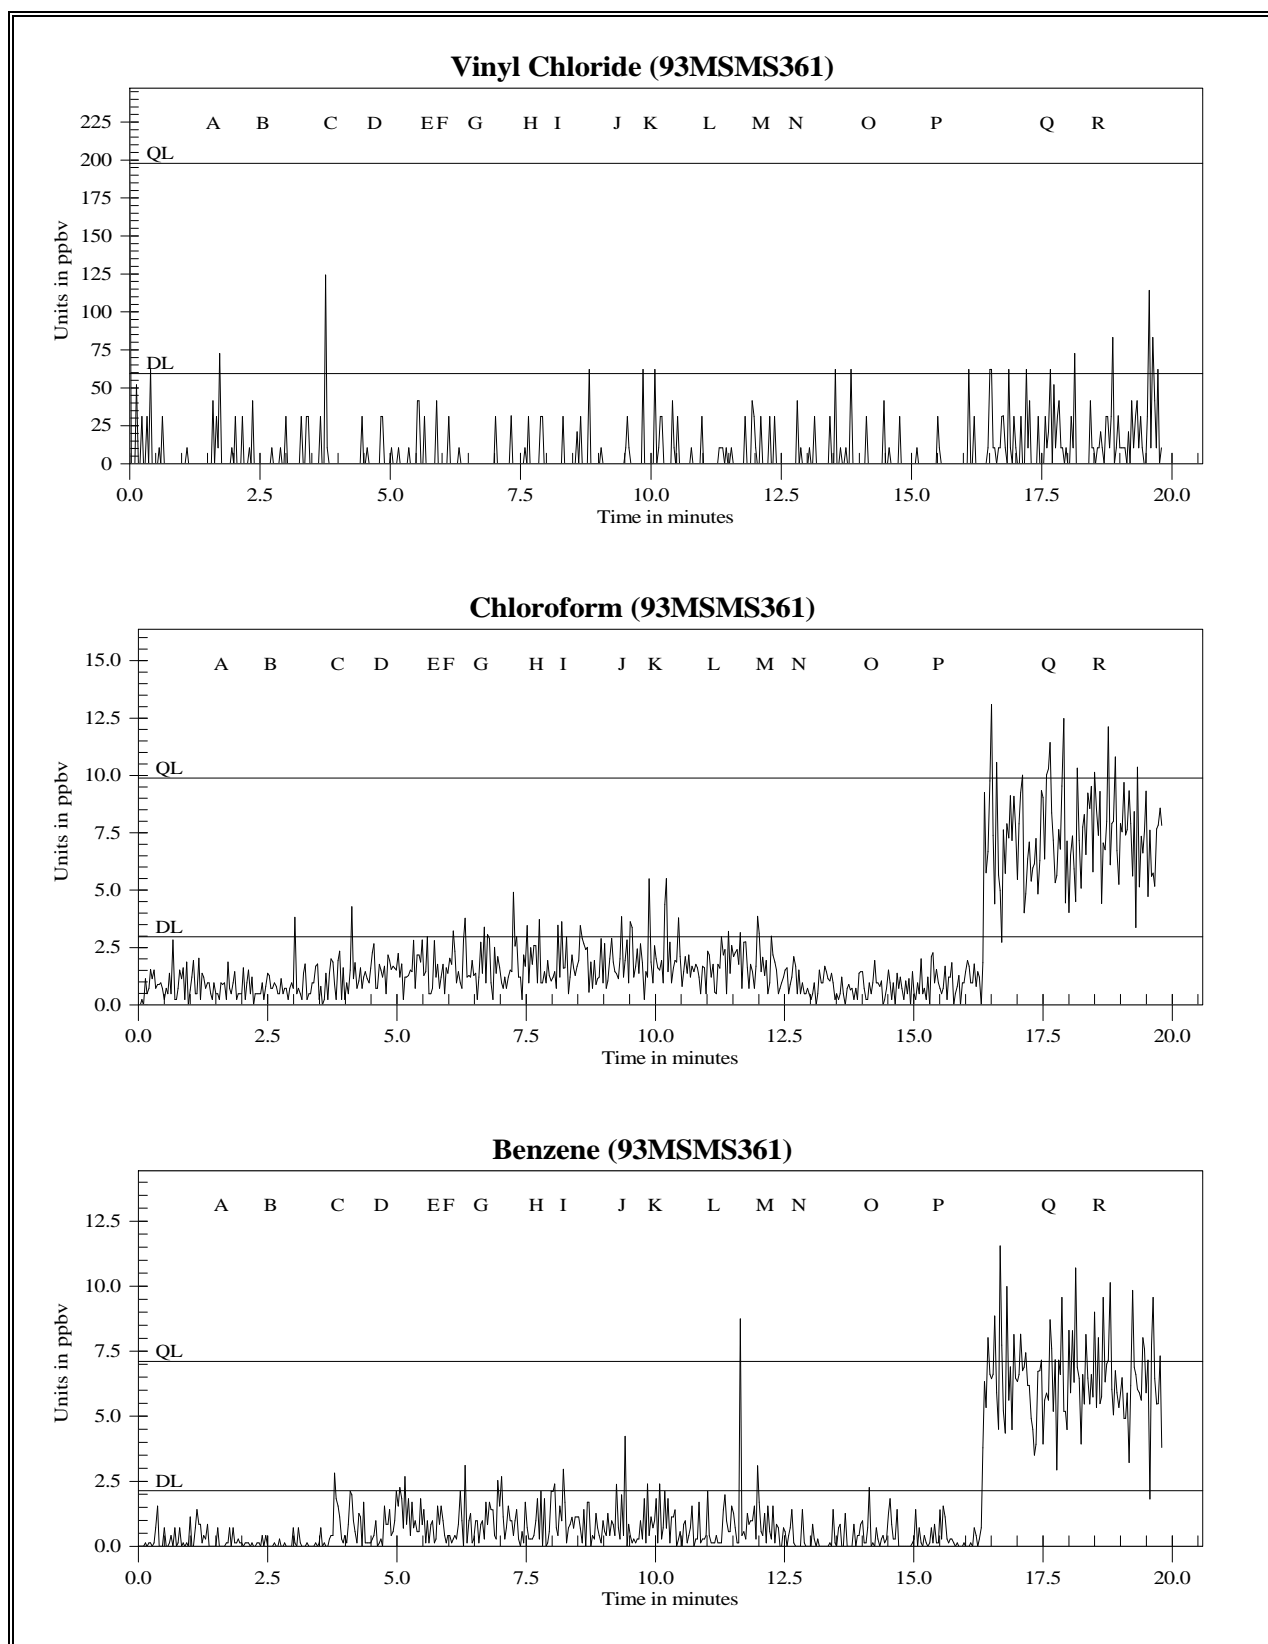 Vinyl Chloride (93MSMS361)
A B C D E F G H I J K L M N O P Q R
225
QL
200
175
150
125
100
75
DL
50
25
0
Units in ppbv
0.0 2.5 5.0 7.5 10.0 12.5 15.0 17.5 20.0
Time in minutes
Chloroform (93MSMS361)
15.0
A B C D E F G H I J K L M N O P Q R
12.5
QL
10.0
7.5
5.0
DL
2.5
0.0
Units in ppbv
0.0 2.5 5.0 7.5 10.0 12.5 15.0 17.5 20.0
Time in minutes
Benzene (93MSMS361)
A B C D E F G H I J K L M N O P Q R
12.5
10.0
QL
7.5
5.0
DL
2.5
0.0
Units in ppbv
0.0 2.5 5.0 7.5 10.0 12.5 15.0 17.5 20.0
Time in minutes